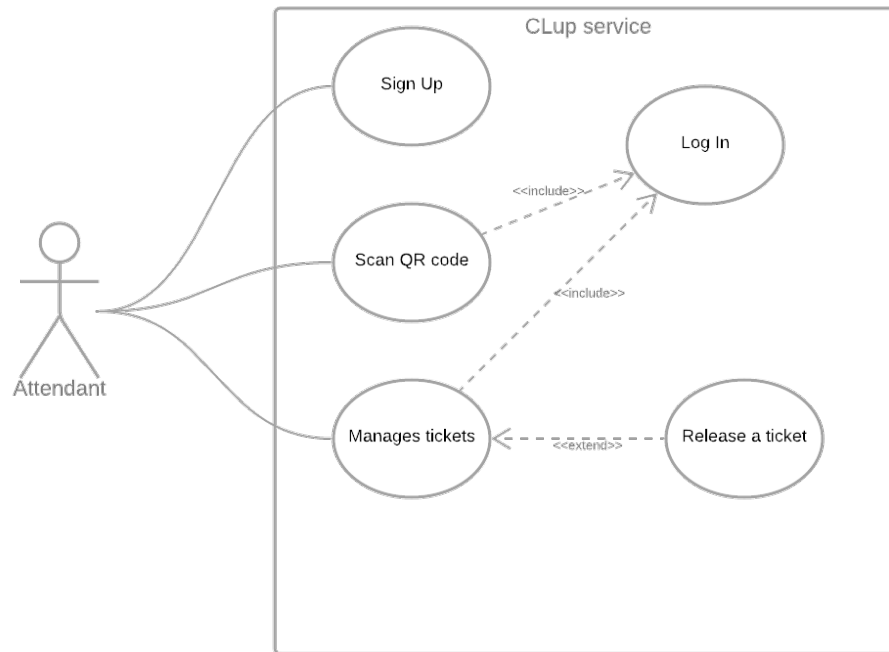 CLup service
Sign Up
Log In
<<include>>
Scan QR code
<<include>>
Attendant
Manages tickets
<<extend>>
Release a ticket